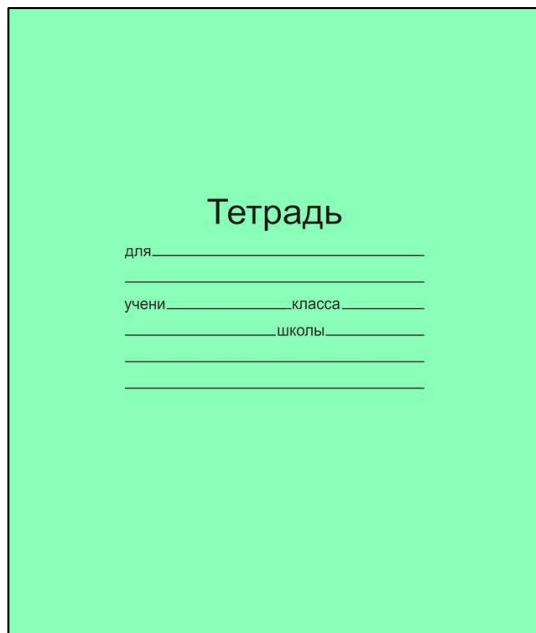 Тетрадь
для
учени класса
школы